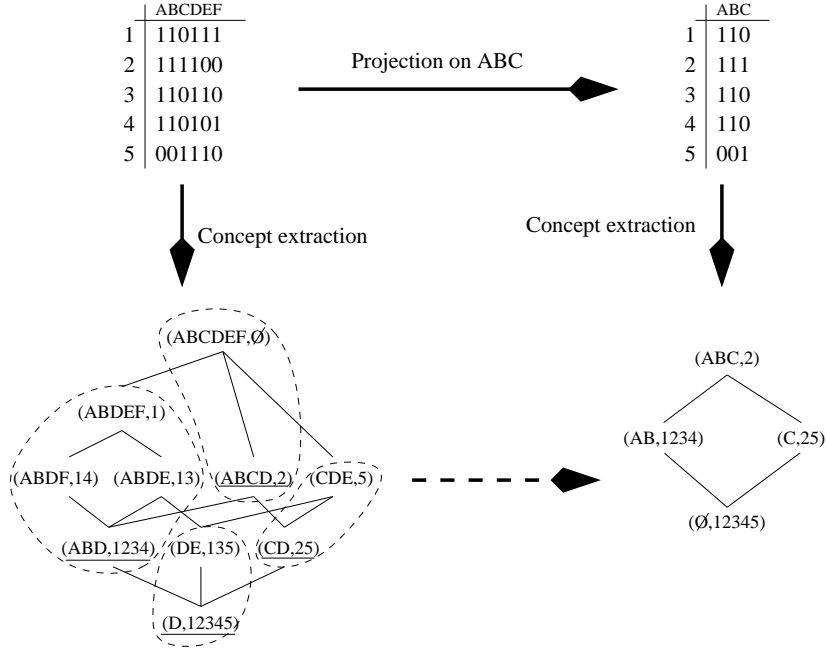 ABCDEF
1 110111
2 111100
3 110110
4 110101
5 001110
Projection on ABC
ABC
1 110
2 111
3 110
4 110
5 001
Concept extraction
Concept extraction
(ABCDEF,Ø)
(ABDEF,1)
(ABDF,14) (ABDE,13) (ABCD,2) (CDE,5)
(ABD,1234) (DE,135) (CD,25)
(D,12345)
(ABC,2)
(AB,1234) (C,25)
(Ø,12345)